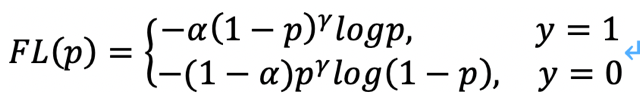 FL(p) = { −α(1 − p)^γ logp, y = 1
−(1 − α)p^γ log(1 − p), y = 0 ↵